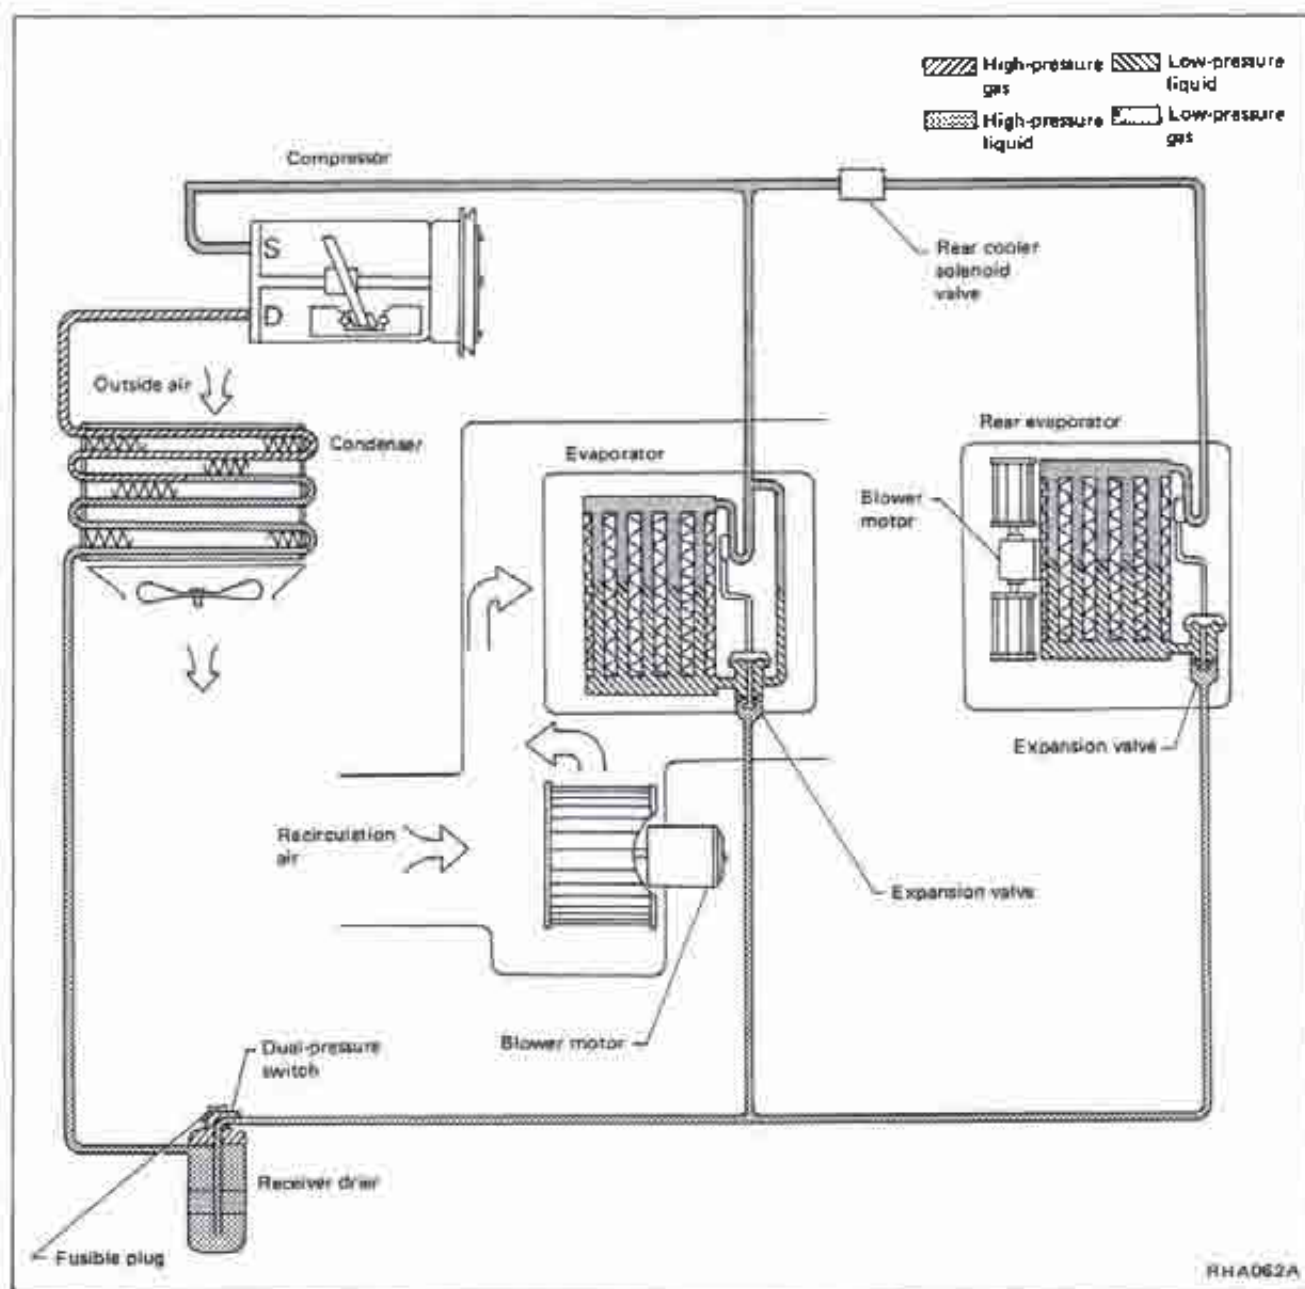 High-pressure
gas
Low-pressure
liquid
High-pressure
liquid
Low-pressure
gas
Compressor
S
D
Rear cooler
solenoid
valve
Outside air
Condenser
Evaporator
Rear evaporator
Blower
motor
Expansion valve
Recirculation
air
Expansion valve
Blower motor
Dual-pressure
switch
Receiver drier
Fusible plug
RHA062A